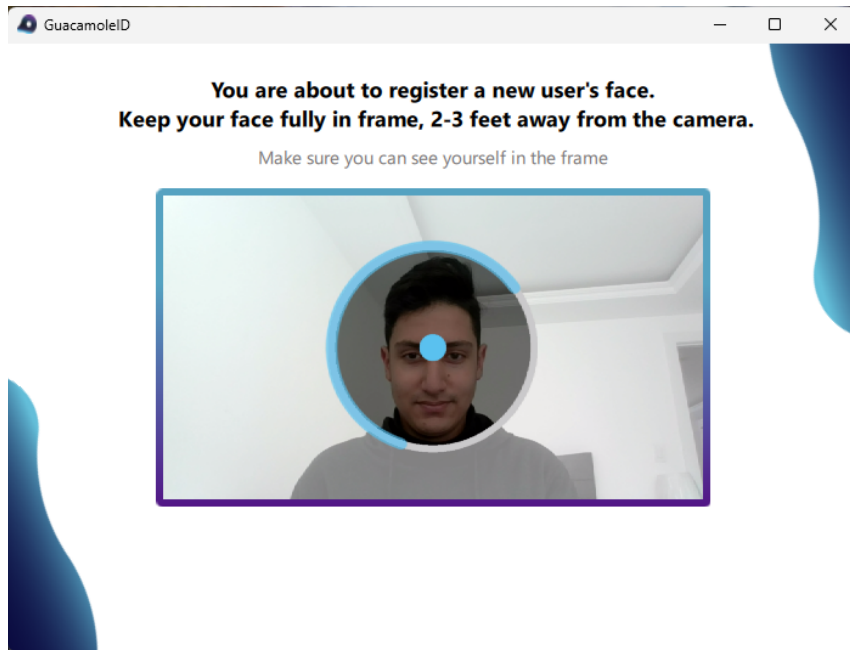 GuacamoleID
You are about to register a new user's face.
Keep your face fully in frame, 2-3 feet away from the camera.
Make sure you can see yourself in the frame